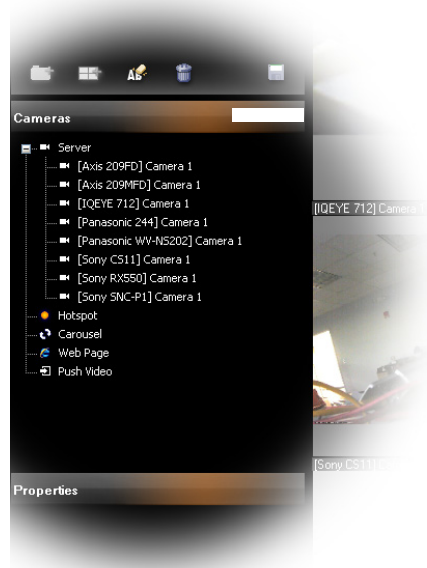 Cameras
Server
[Axis 209FD] Camera 1
[Axis 209MFD] Camera 1
[IQEYE 712] Camera 1
[Panasonic 244] Camera 1
[Panasonic WV-NS202] Camera 1
[Sony CS11] Camera 1
[Sony RX550] Camera 1
[Sony SNC-P1] Camera 1
Hotspot
Carousel
Web Page
Push Video
Properties
[IQEYE 712] Camera
[Sony CS11]